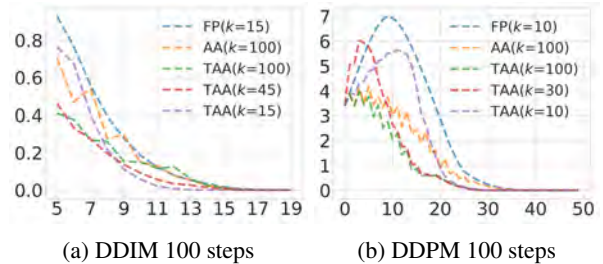 0.8
0.6
0.4
0.2
0.0
5 7 9 11 13 15 17 19
FP(k=15)
AA(k=100)
TAA(k=100)
TAA(k=45)
TAA(k=15)
(a) DDIM 100 steps
7
6
5
4
3
2
1
0
0 10 20 30 40 50
FP(k=10)
AA(k=100)
TAA(k=100)
TAA(k=30)
TAA(k=10)
(b) DDPM 100 steps